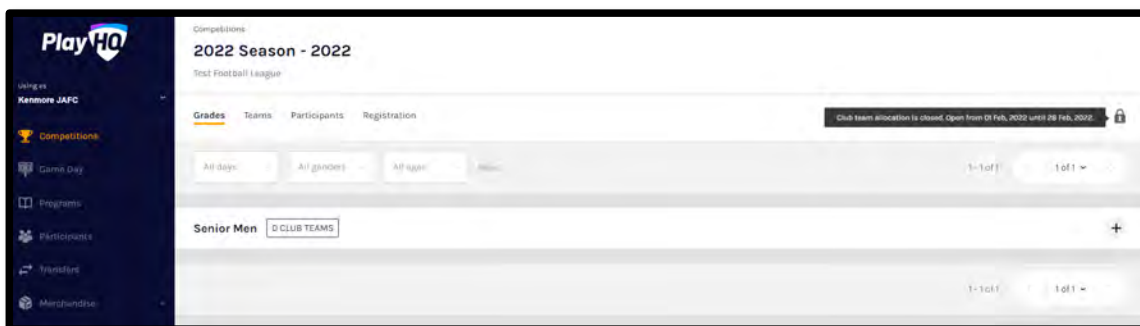 PlayHQ
Using as
Kenmore JAFC
Competitions
Game Day
Programs
Participants
Transfers
Merchandise
Competitions
2022 Season - 2022
Test Football League
Grades Teams Participants Registration
Club team allocation is closed. Open from 01 Feb, 2022 until 28 Feb, 2022.
All days All genders All ages
1-1 of 1 1 of 1
Senior Men 0 CLUB TEAMS
1-1 of 1 1 of 1